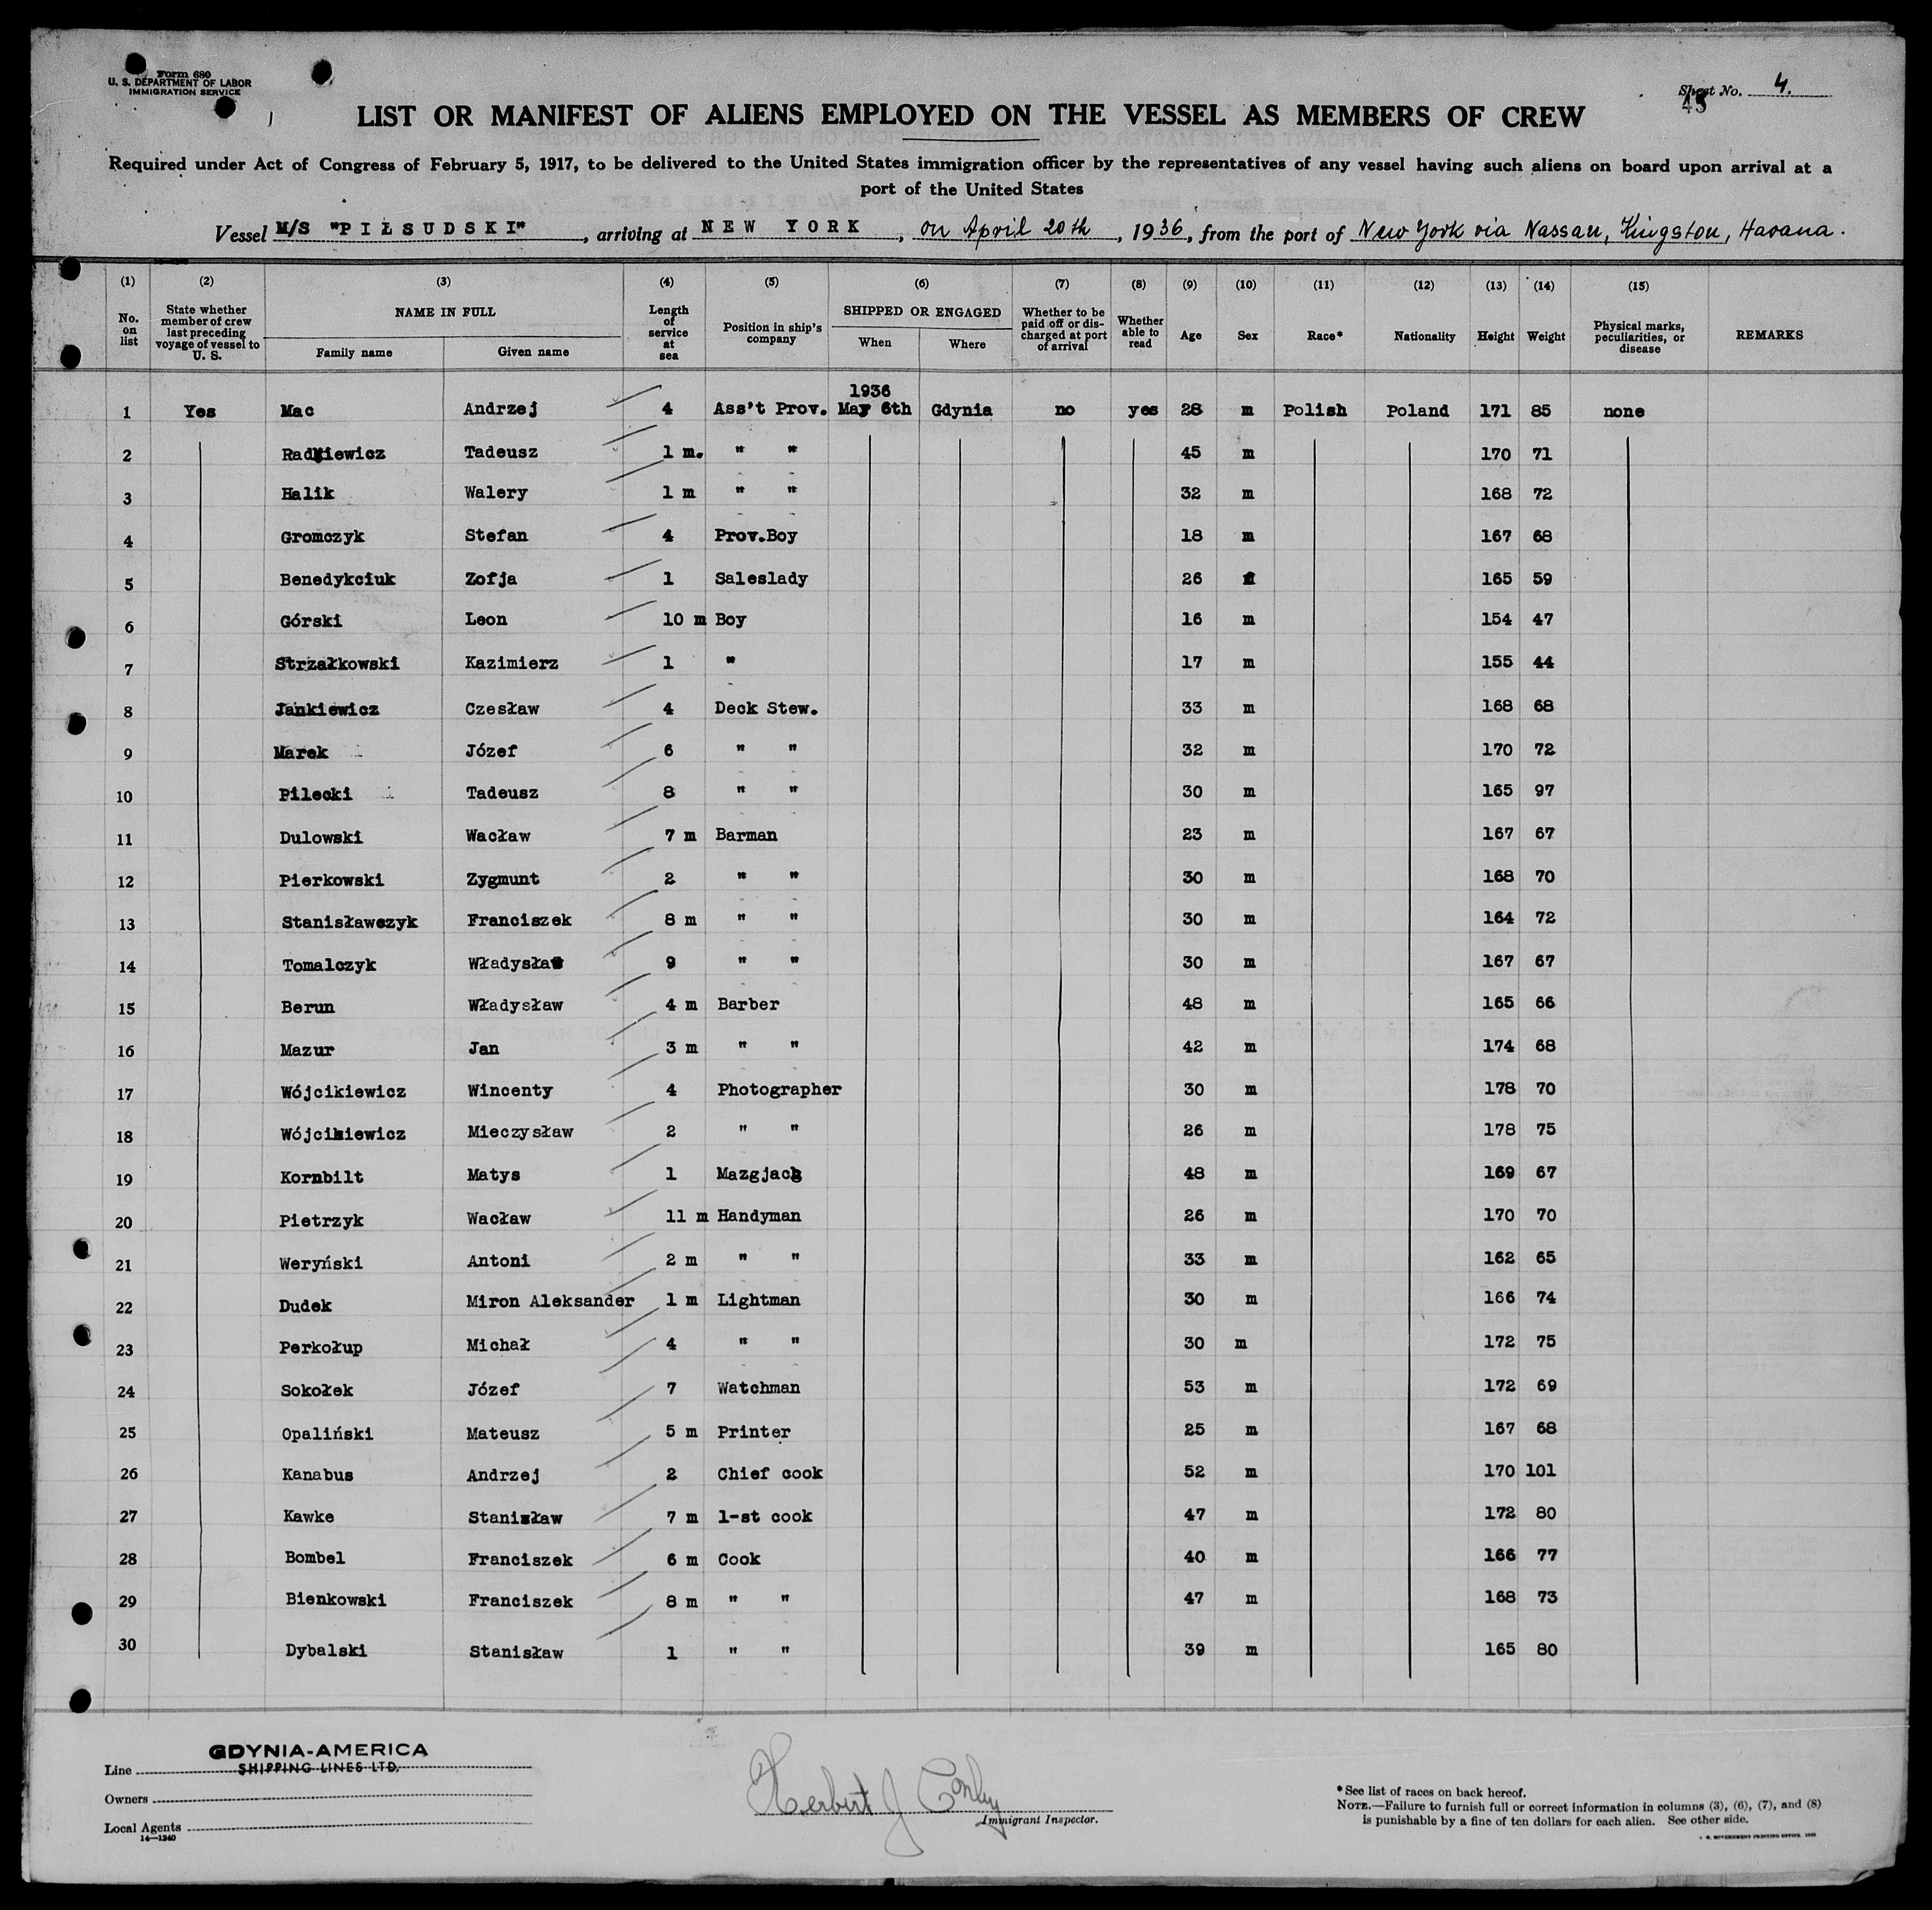 Form 680
U. S. DEPARTMENT OF LABOR
IMMIGRATION SERVICE
Sheet No. 4.
43
LIST OR MANIFEST OF ALIENS EMPLOYED ON THE VESSEL AS MEMBERS OF CREW
Required under Act of Congress of February 5, 1917, to be delivered to the United States immigration officer by the representatives of any vessel having such aliens on board upon arrival at a
port of the United States
Vessel M/S "PIŁSUDSKI", arriving at NEW YORK, on April 20th, 1936, from the port of New York via Nassau, Kingston, Havana.
(1) (2) (3) (4) (5) (6) (7) (8) (9) (10) (11) (12) (13) (14) (15)
No. on list State whether member of crew last preceding voyage of vessel to U. S. NAME IN FULL Family name Given name Length of service at sea Position in ship's company SHIPPED OR ENGAGED When Where Whether to be paid off or discharged at port of arrival Whether able to read Age Sex Race* Nationality Height Weight Physical marks, peculiarities, or disease REMARKS
1936
1 Yes Mac Andrzej 4 Ass't Prov. May 6th Gdynia no yes 28 m Polish Poland 171 85 none
2 Radkiewicz Tadeusz 1 m. " " 45 m 170 71
3 Halik Walery 1 m " " 32 m 168 72
4 Gromczyk Stefan 4 Prov.Boy 18 m 167 68
5 Benedykciuk Zofja 1 Saleslady 26 f 165 59
6 Górski Leon 10 m Boy 16 m 154 47
7 Strzałkowski Kazimierz 1 " 17 m 155 44
8 Jankiewicz Czesław 4 Deck Stew. 33 m 168 68
9 Marek Józef 6 " " 32 m 170 72
10 Pilecki Tadeusz 8 " " 30 m 165 97
11 Dulowski Wacław 7 m Barman 23 m 167 67
12 Pierkowski Zygmunt 2 " " 30 m 168 70
13 Stanisławczyk Franciszek 8 m " " 30 m 164 72
14 Tomalczyk Władysław 9 " " 30 m 167 67
15 Berun Władysław 4 m Barber 48 m 165 66
16 Mazur Jan 3 m " " 42 m 174 68
17 Wójcikiewicz Wincenty 4 Photographer 30 m 178 70
18 Wójcikiewicz Mieczysław 2 " " 26 m 178 75
19 Kornbilt Matys 1 26 48 m 169 67
20 Pietrzyk Wacław 11 m Handyman 26 m 170 70
21 Weryński Antoni 2 m " " 33 m 162 65
22 Dudek Miron Aleksander 1 m Lightman 30 m 166 74
23 Perkołup Michał 4 " " 30 m 172 75
24 Sokołek Józef 7 Watchman 53 m 172 69
25 Opaliński Mateusz 5 m Printer 25 m 167 68
26 Kanabus Andrzej 2 Chief cook 52 m 170 101
27 Kawke Stanisław 7 m 1-st cook 47 m 172 80
28 Bombel Franciszek 6 m Cook 40 m 166 77
29 Bienkowski Franciszek 8 m " " 47 m 168 73
30 Dybalski Stanisław 1 " " 39 m 165 80
Line GDYNIA-AMERICA
SHIPPING LINES LTD.
Owners
Local Agents
14—1240
Herbert J Conley
Immigrant Inspector.
*See list of races on back hereof.
NOTE.—Failure to furnish full or correct information in columns (3), (6), (7), and (8)
is punishable by a fine of ten dollars for each alien. See other side.